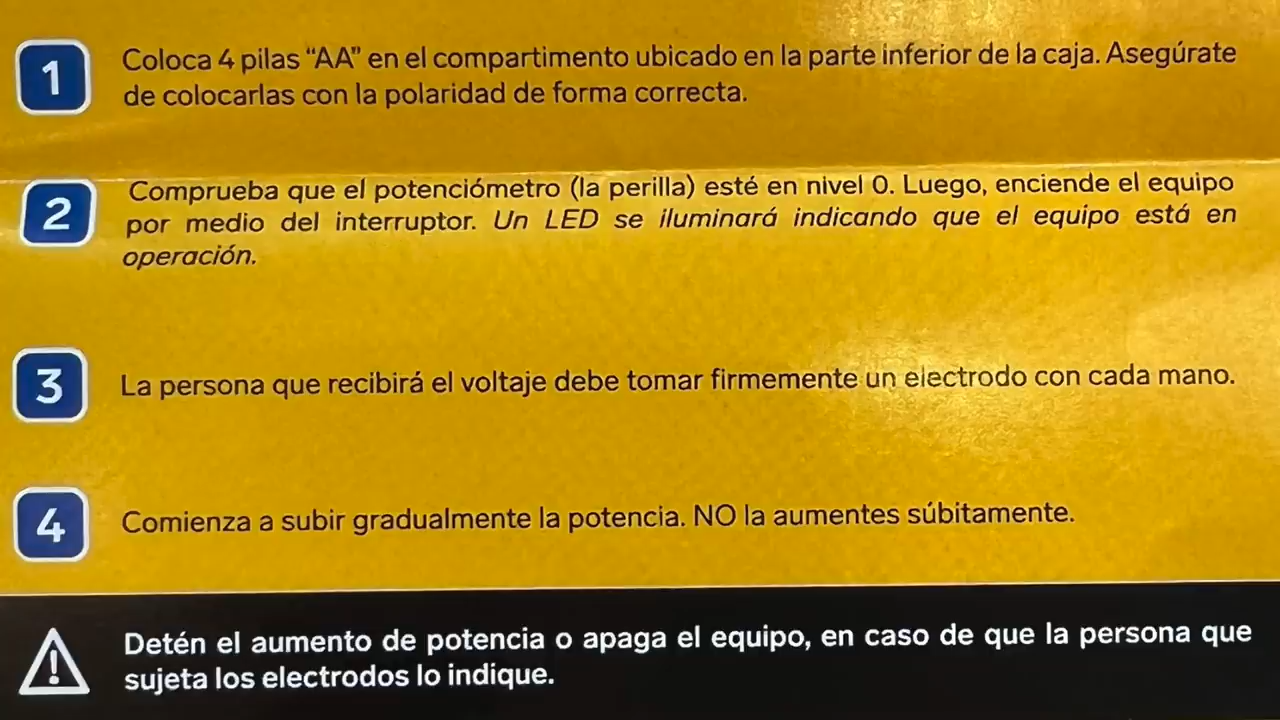 1
Coloca 4 pilas “AA” en el compartimento ubicado en la parte inferior de la caja. Asegúrate
de colocarlas con la polaridad de forma correcta.
2
Comprueba que el potenciómetro (la perilla) esté en nivel 0. Luego, enciende el equipo
por medio del interruptor. Un LED se iluminará indicando que el equipo está en
operación.
3
La persona que recibirá el voltaje debe tomar firmemente un electrodo con cada mano.
4
Comienza a subir gradualmente la potencia. NO la aumentes súbitamente.
Detén el aumento de potencia o apaga el equipo, en caso de que la persona que
sujeta los electrodos lo indique.